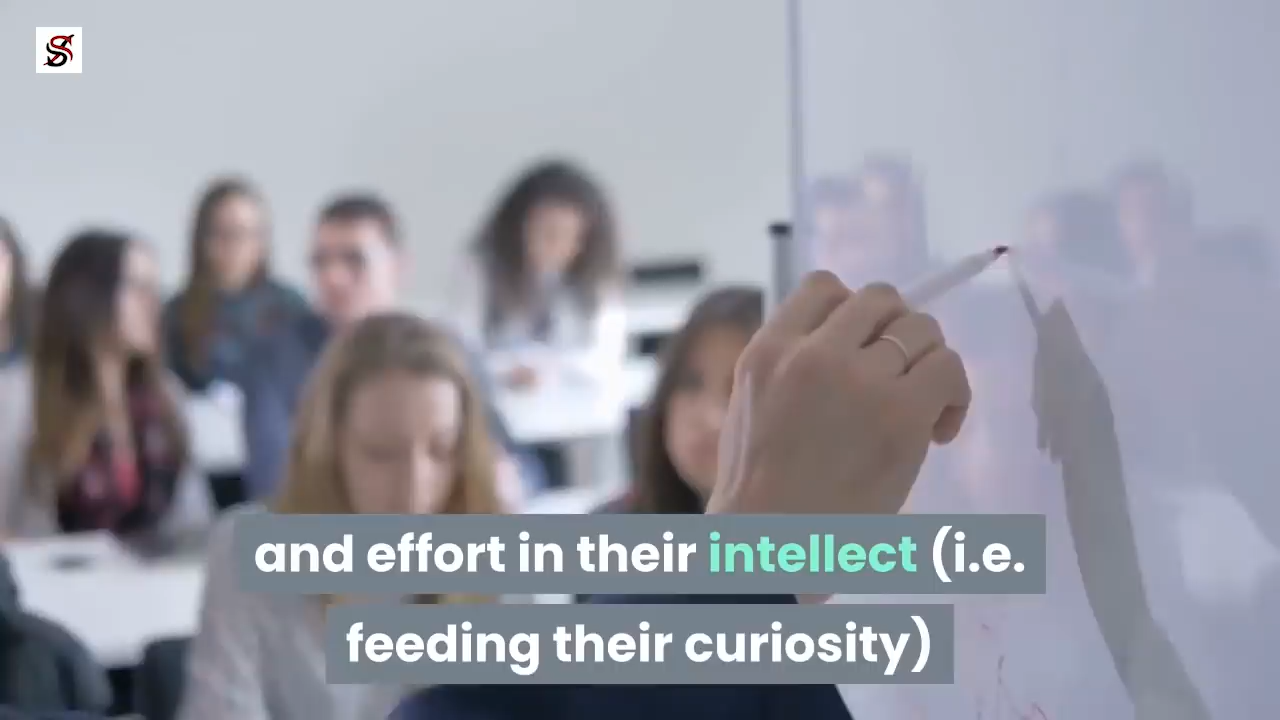 and effort in their intellect (i.e.
feeding their curiosity)